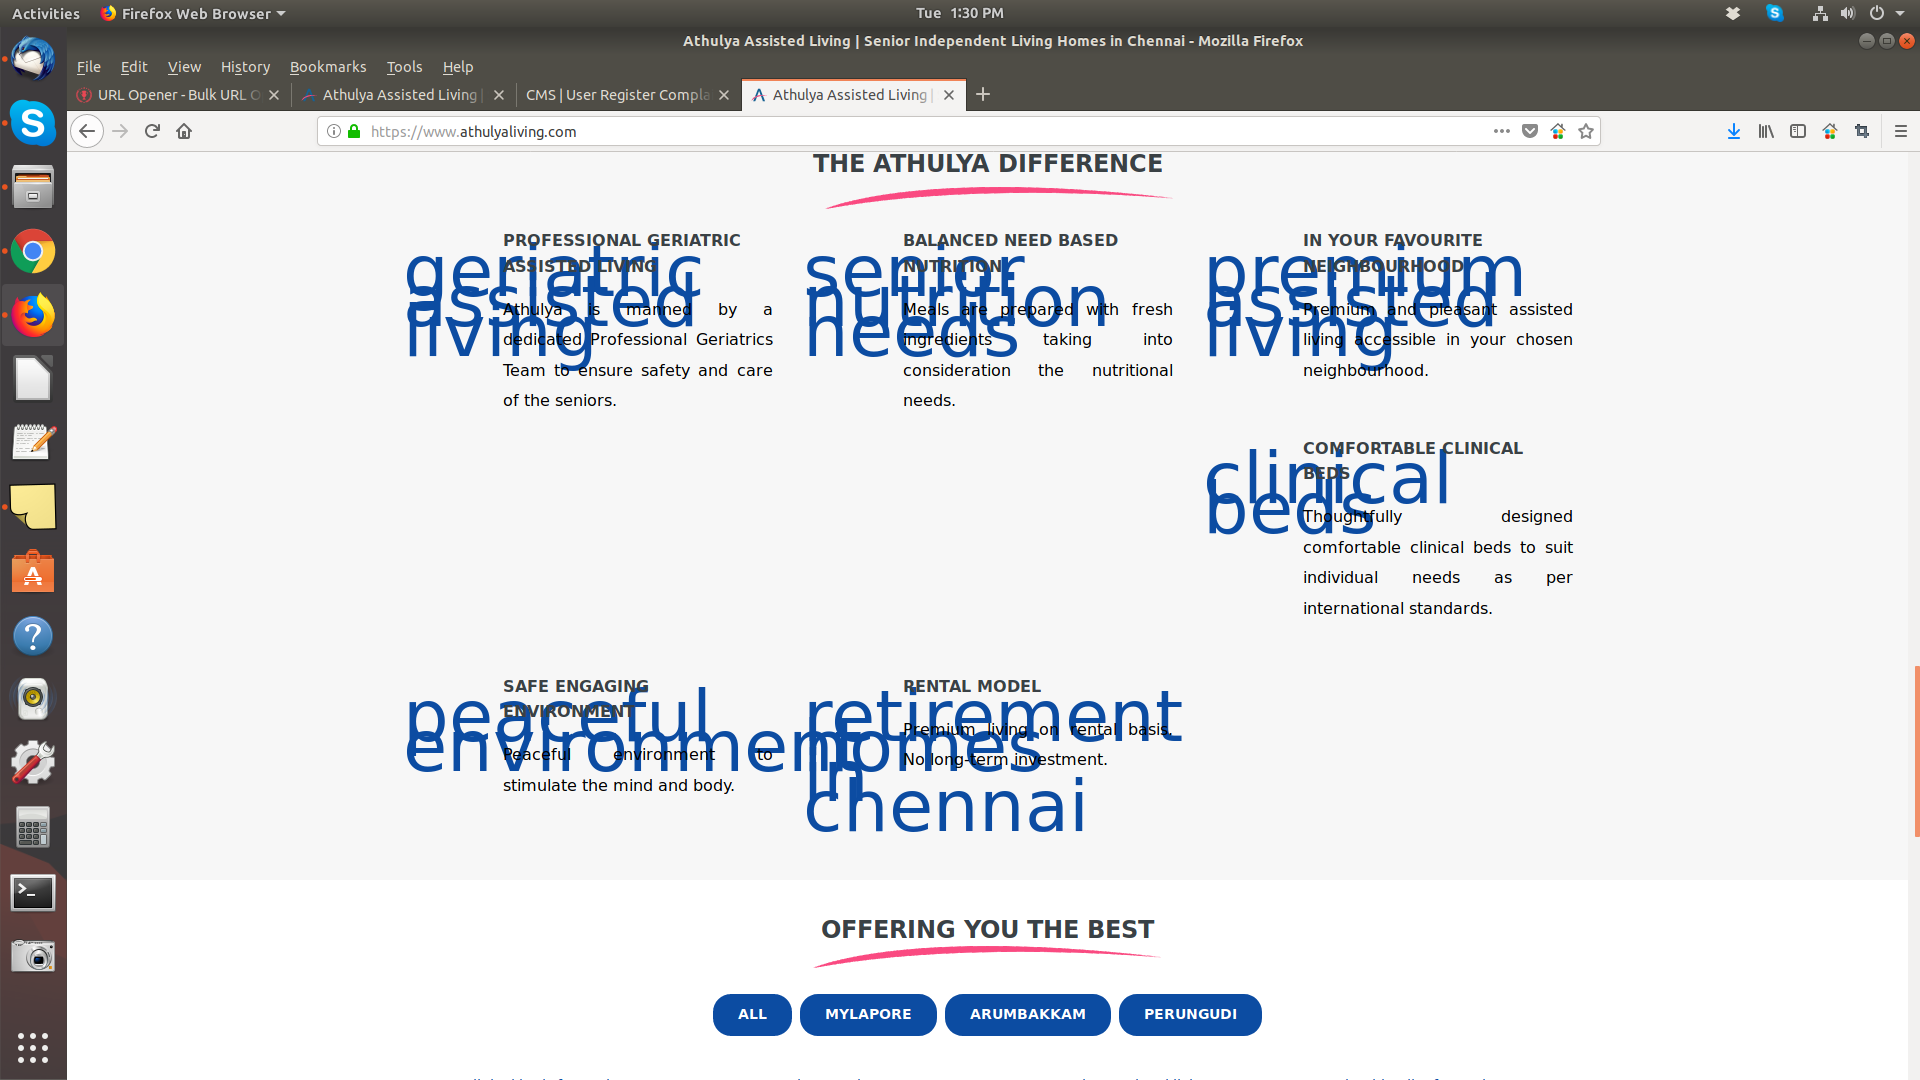 Activities Firefox Web Browser Tue 1:30 PM
Athulya Assisted Living | Senior Independent Living Homes in Chennai - Mozilla Firefox
File Edit View History Bookmarks Tools Help
URL Opener - Bulk URL O Athulya Assisted Living | CMS | User Register Compla Athulya Assisted Living |
https://www.athulyaliving.com
THE ATHULYA DIFFERENCE
PROFESSIONAL GERIATRIC
ASSISTED LIVING
geriatric
assisted
living
Athulya is manned by a
dedicated Professional Geriatrics
Team to ensure safety and care
of the seniors.
BALANCED NEED BASED
NUTRITION
senior
nutrition
needs
Meals are prepared with fresh
ingredients taking into
consideration the nutritional
needs.
IN YOUR FAVOURITE
NEIGHBOURHOOD
premium
assisted
living
Premium and pleasant assisted
living accessible in your chosen
neighbourhood.
COMFORTABLE CLINICAL
BEDS
clinical
beds
Thoughtfully designed
comfortable clinical beds to suit
individual needs as per
international standards.
SAFE ENGAGING
ENVIRONMENT
peaceful
environment
Peaceful environment to
stimulate the mind and body.
RENTAL MODEL
retirement
homes
in
chennai
Premium living on rental basis.
No long-term investment.
OFFERING YOU THE BEST
ALL MYLAPORE ARUMBAKKAM PERUNGUDI